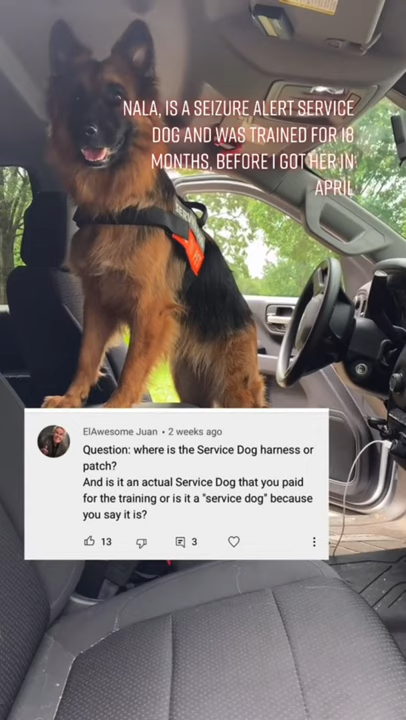 NALA, IS A SEIZURE ALERT SERVICE
DOG AND WAS TRAINED FOR 18
MONTHS, BEFORE I GOT HER IN
APRIL
ElAwesome Juan • 2 weeks ago
Question: where is the Service Dog harness or
patch?
And is it an actual Service Dog that you paid
for the training or is it a "service dog" because
you say it is?
13
3